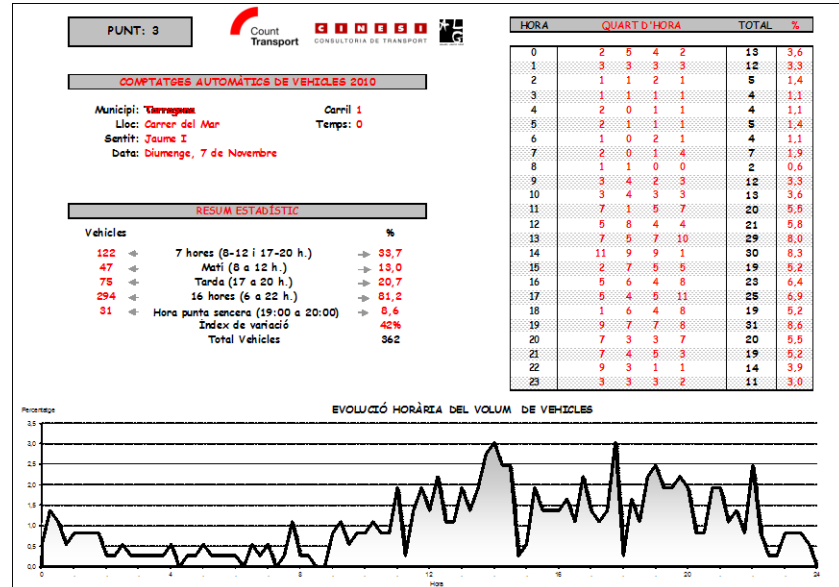 PUNT: 3
Count
Transport
CINESI
CONSULTORIA DE TRANSPORT
COMPTATGES AUTOMÀTICS DE VEHICLES 2010
Municipi:
Carril 1
Lloc: Carrer del Mar
Temps: 0
Sentit: Jaume I
Data: Diumenge, 7 de Novembre
RESUM ESTADÍSTIC
Vehicles %
122 7 hores (8-12 i 17-20 h.) 33,7
47 Matí (8 a 12 h.) 13,0
75 Tarda (17 a 20 h.) 20,7
294 16 hores (6 a 22 h.) 81,2
31 Hora punta sencera (19:00 a 20:00) 8,6
Índex de variació 42%
Total Vehicles 362
HORA QUART D'HORA TOTAL %
0 2 5 4 2 13 3,6
1 3 3 3 3 12 3,3
2 1 1 2 1 5 1,4
3 1 1 1 1 4 1,1
4 2 0 1 1 4 1,1
5 2 1 1 1 5 1,4
6 1 0 2 1 4 1,1
7 2 0 1 4 7 1,9
8 1 1 0 0 2 0,6
9 3 4 2 3 12 3,3
10 3 4 3 3 13 3,6
11 7 1 5 7 20 5,5
12 5 8 4 4 21 5,8
13 7 5 7 10 29 8,0
14 11 9 9 1 30 8,3
15 2 7 5 5 19 5,2
16 5 6 4 8 23 6,4
17 5 4 5 11 25 6,9
18 1 6 4 8 19 5,2
19 9 7 7 8 31 8,6
20 7 3 3 7 20 5,5
21 7 4 5 3 19 5,2
22 9 3 1 1 14 3,9
23 3 3 3 2 11 3,0
EVOLUCIÓ HORÀRIA DEL VOLUM DE VEHICLES
Percentatge
3,5
3,0
2,5
2,0
1,5
1,0
0,5
0,0
0 4 8 12 16 20 24
Hora